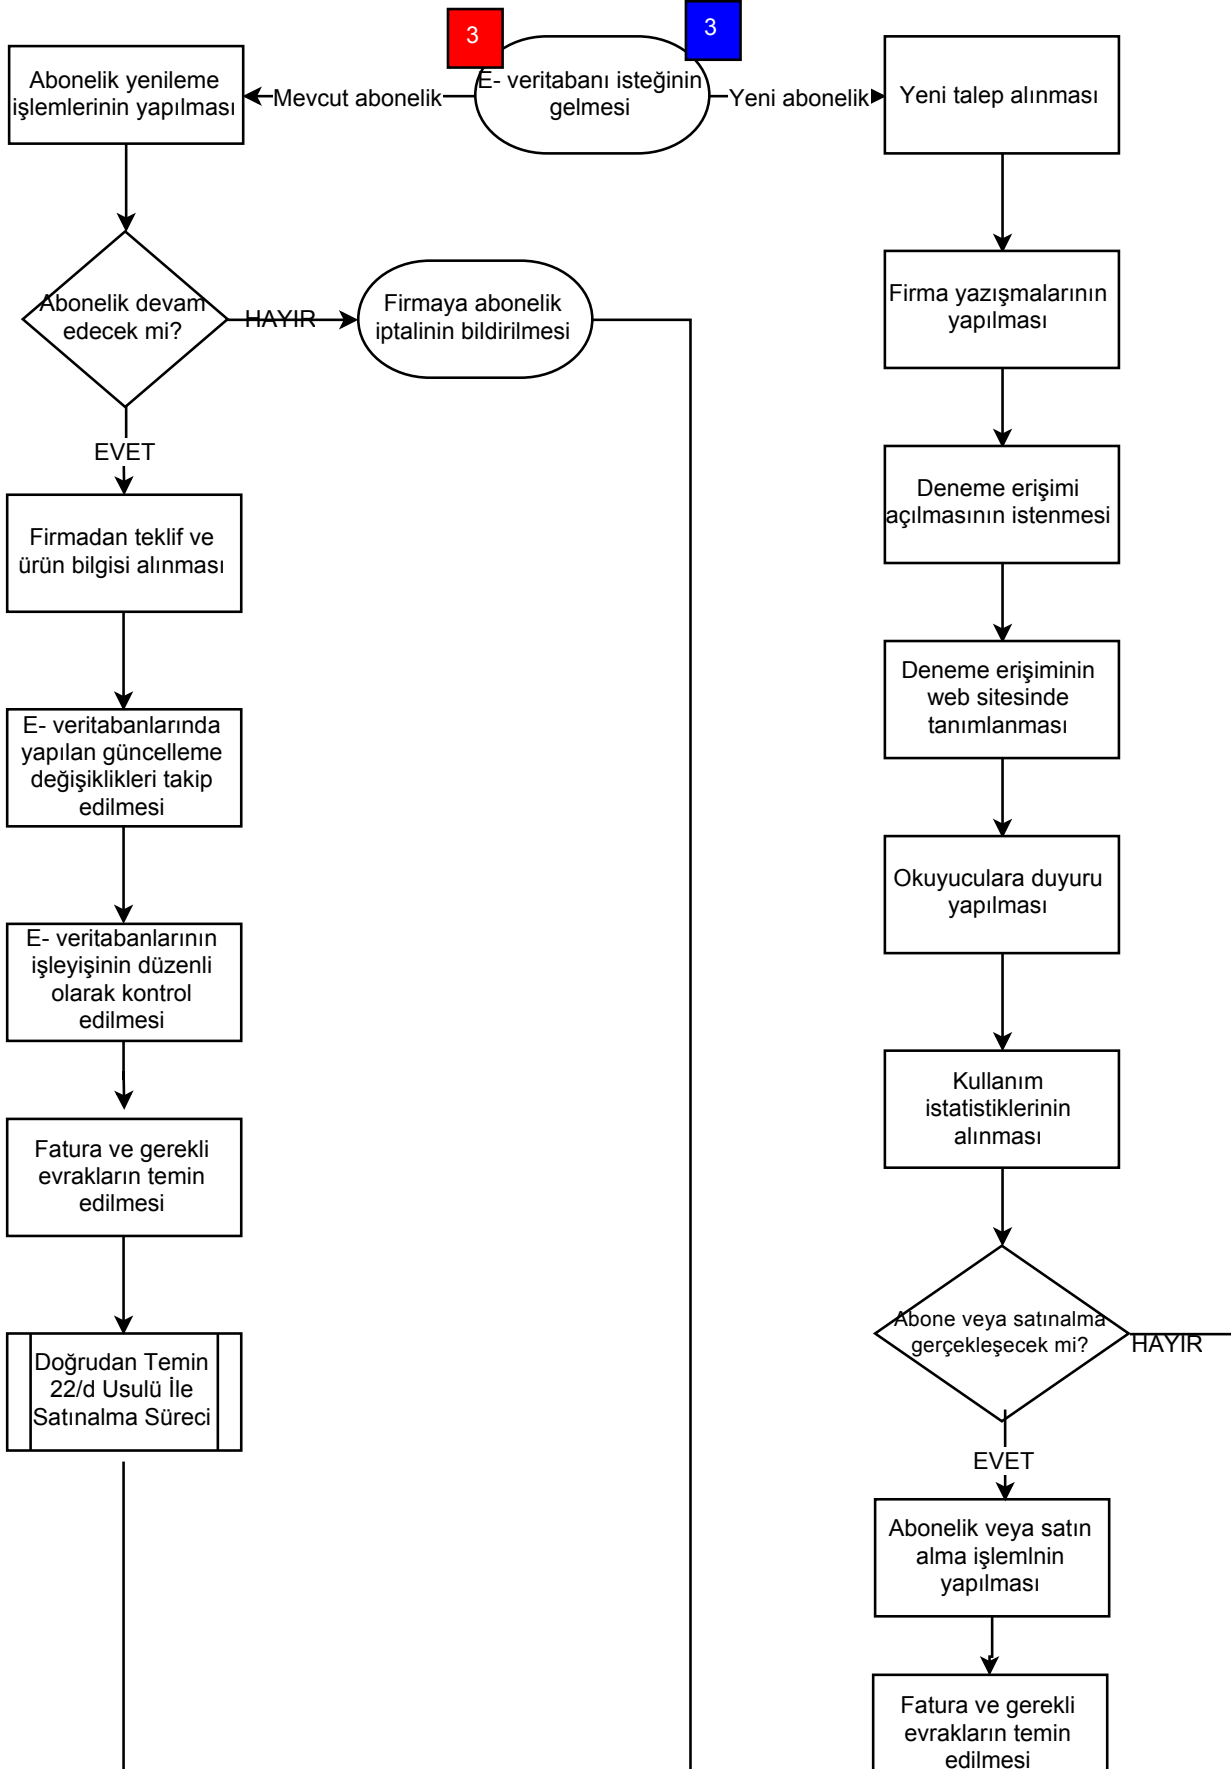 3
3
E- veritabanı isteğinin
gelmesi
Mevcut abonelik
Yeni abonelik
Abonelik yenileme
işlemlerinin yapılması
Abonelik devam
edecek mi?
HAYIR
Firmaya abonelik
iptalinin bildirilmesi
EVET
Firmadan teklif ve
ürün bilgisi alınması
E- veritabanlarında
yapılan güncelleme
değişiklikleri takip
edilmesi
E- veritabanlarının
işleyişinin düzenli
olarak kontrol
edilmesi
Fatura ve gerekli
evrakların temin
edilmesi
Doğrudan Temin
22/d Usulü İle
Satınalma Süreci
Yeni talep alınması
Firma yazışmalarının
yapılması
Deneme erişimi
açılmasının istenmesi
Deneme erişiminin
web sitesinde
tanımlanması
Okuyuculara duyuru
yapılması
Kullanım
istatistiklerinin
alınması
Abone veya satınalma
gerçekleşecek mi?
HAYIR
EVET
Abonelik veya satın
alma işlemlnin
yapılması
Fatura ve gerekli
evrakların temin
edilmesi